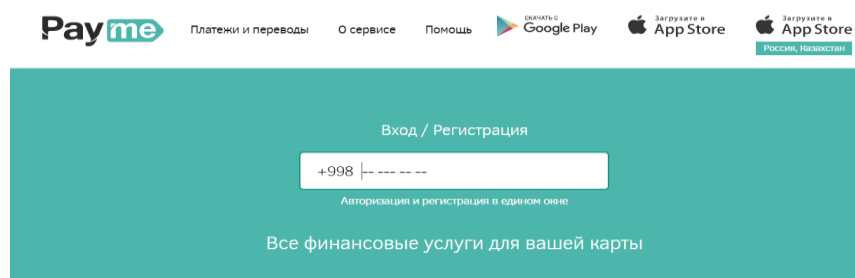 Payme
Платежи и переводы
О сервисе
Помощь
СКАЧАТЬ С
Google Play
Загрузите в
App Store
Загрузите в
App Store
Россия, Казахстан
Вход / Регистрация
+998 -- --- -- --
Авторизация и регистрация в едином окне
Все финансовые услуги для вашей карты